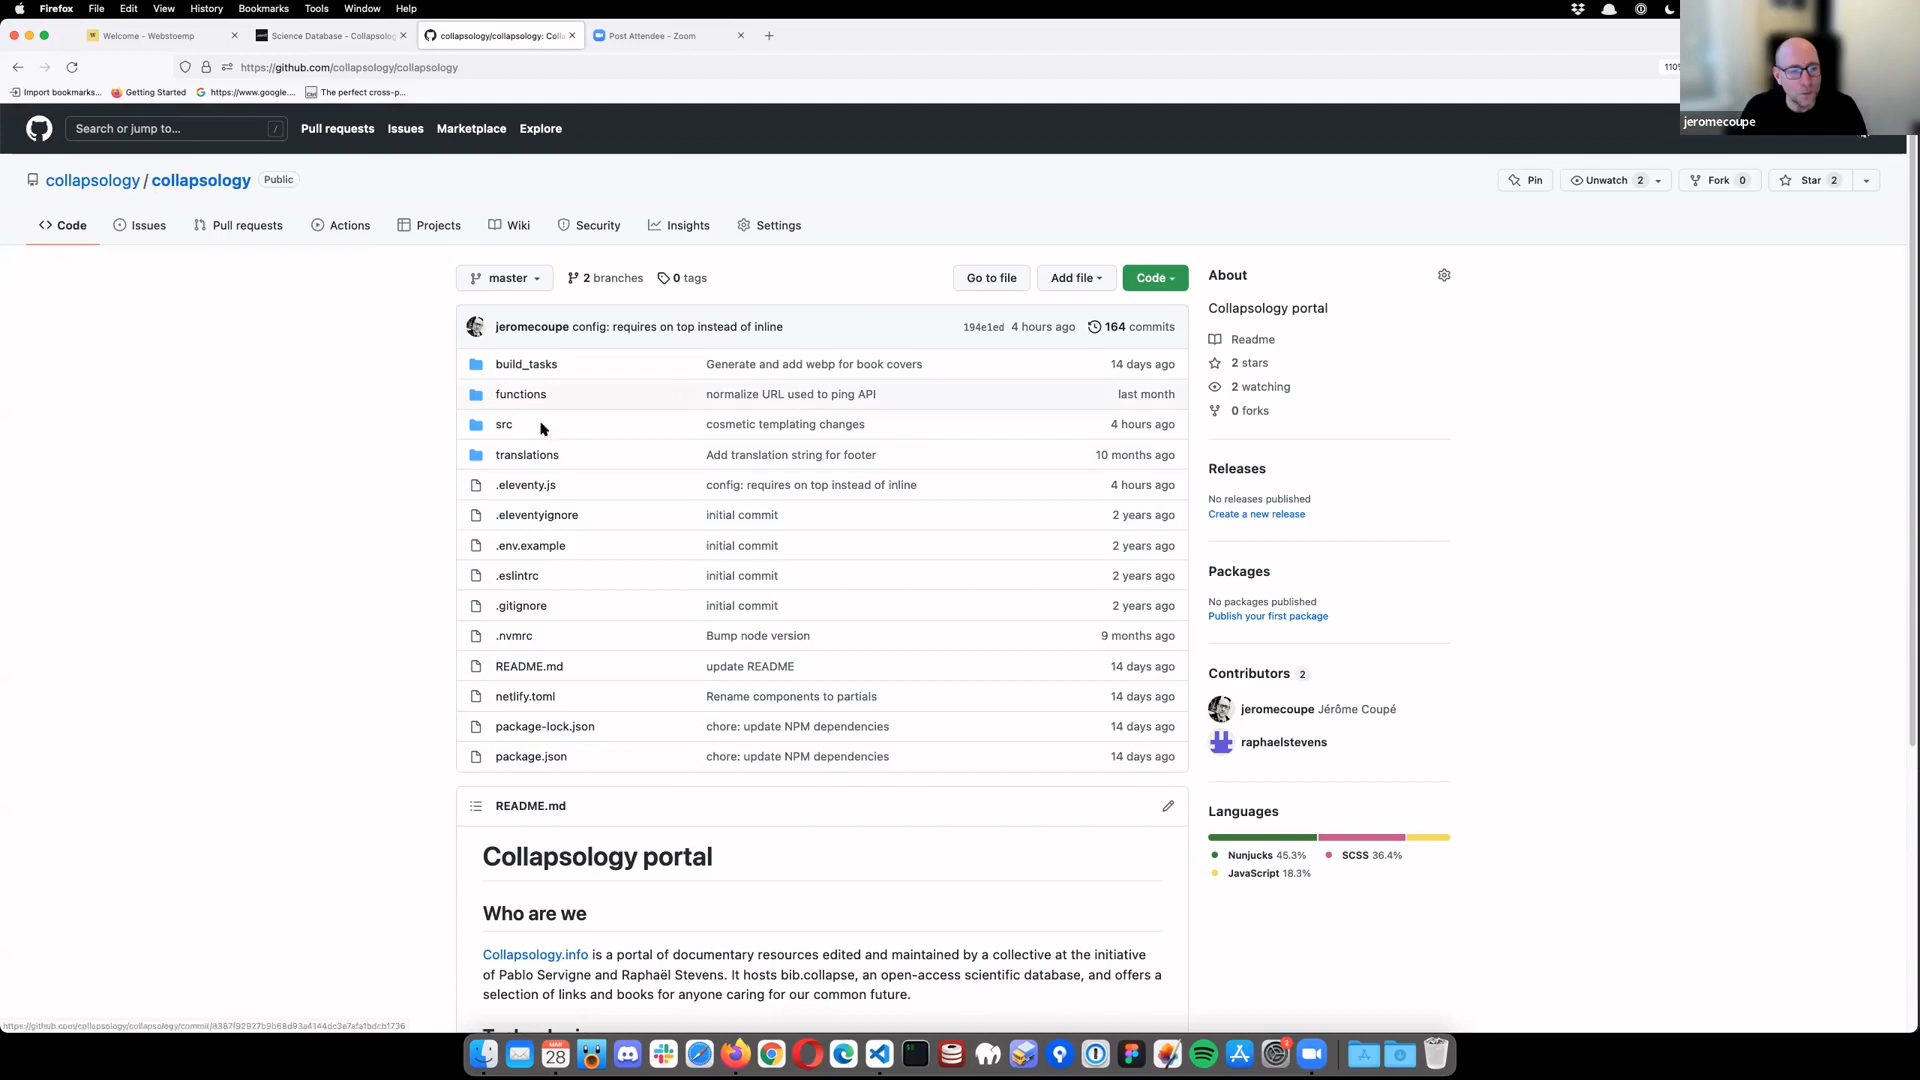 Firefox File Edit View History Bookmarks Tools Window Help
Welcome - Webstoemp
Science Database - Collapsolog
collapsology/collapsology: Colla
Post Attendee - Zoom
https://github.com/collapsology/collapsology
110%
Import bookmarks... Getting Started https://www.google.... The perfect cross-p...
jeromecoupe
Search or jump to... /
Pull requests Issues Marketplace Explore
collapsology / collapsology Public
Pin Unwatch 2 Fork 0 Star 2
Code Issues Pull requests Actions Projects Wiki Security Insights Settings
master 2 branches 0 tags Go to file Add file Code
jeromecoupe config: requires on top instead of inline 194e1ed 4 hours ago 164 commits
build_tasks Generate and add webp for book covers 14 days ago
functions normalize URL used to ping API last month
src cosmetic templating changes 4 hours ago
translations Add translation string for footer 10 months ago
.eleventy.js config: requires on top instead of inline 4 hours ago
.eleventyignore initial commit 2 years ago
.env.example initial commit 2 years ago
.eslintrc initial commit 2 years ago
.gitignore initial commit 2 years ago
.nvmrc Bump node version 9 months ago
README.md update README 14 days ago
netlify.toml Rename components to partials 14 days ago
package-lock.json chore: update NPM dependencies 14 days ago
package.json chore: update NPM dependencies 14 days ago
README.md
Collapsology portal
Who are we
Collapsology.info is a portal of documentary resources edited and maintained by a collective at the initiative
of Pablo Servigne and Raphaël Stevens. It hosts bib.collapse, an open-access scientific database, and offers a
selection of links and books for anyone caring for our common future.
About
Collapsology portal
Readme
2 stars
2 watching
0 forks
Releases
No releases published
Create a new release
Packages
No packages published
Publish your first package
Contributors 2
jeromecoupe Jérôme Coupé
raphaelstevens
Languages
Nunjucks 45.3% SCSS 36.4%
JavaScript 18.3%
MAR
28